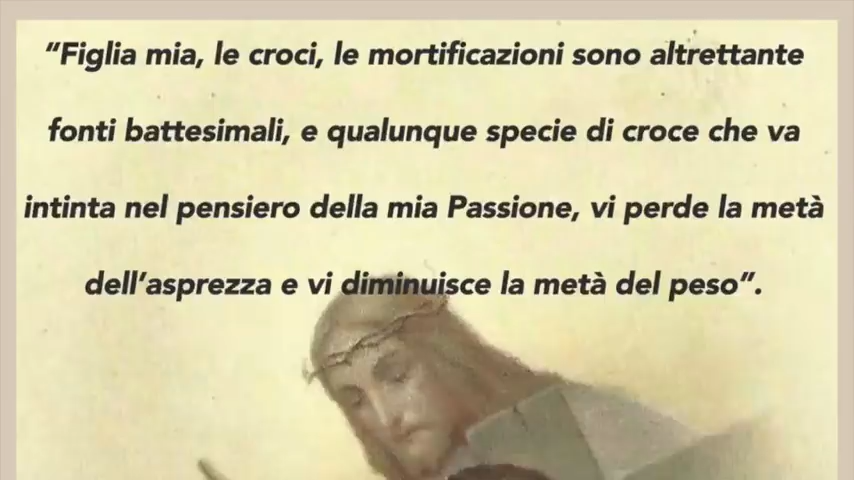 “Figlia mia, le croci, le mortificazioni sono altrettante
fonti battesimali, e qualunque specie di croce che va
intinta nel pensiero della mia Passione, vi perde la metà
dell’asprezza e vi diminuisce la metà del peso”.